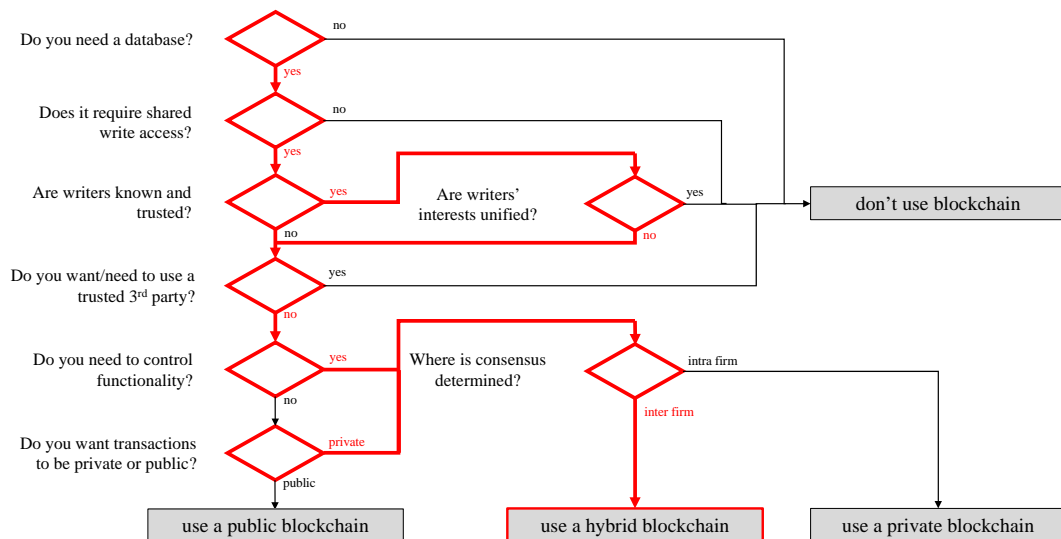 Do you need a database?
no
yes
Does it require shared
write access?
no
yes
Are writers known and
trusted?
yes
no
Are writers’
interests unified?
yes
no
don’t use blockchain
Do you want/need to use a
trusted 3rd party?
yes
no
Do you need to control
functionality?
yes
no
Where is consensus
determined?
intra firm
inter firm
Do you want transactions
to be private or public?
private
public
use a public blockchain
use a hybrid blockchain
use a private blockchain